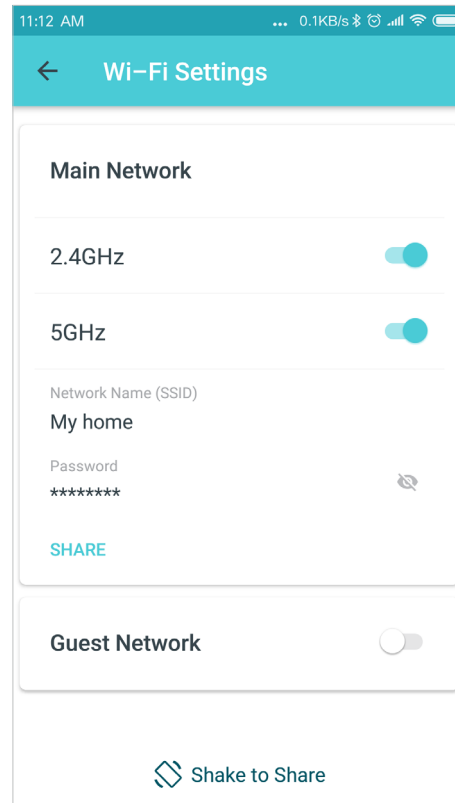 11:12 AM ... 0.1KB/s
Wi-Fi Settings
Main Network
2.4GHz
5GHz
Network Name (SSID)
My home
Password
********
SHARE
Guest Network
Shake to Share